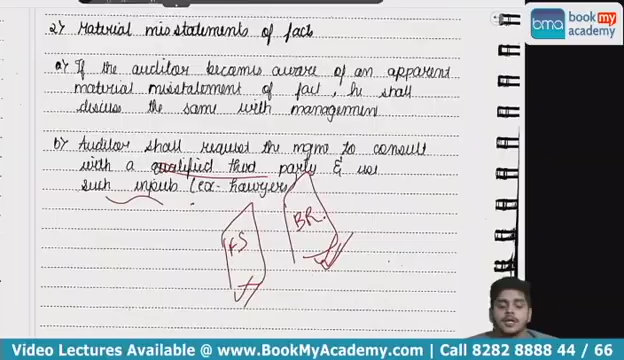 2) Material misstatements of fact
a) If the auditor becomes aware of an apparent
material misstatement of fact, he shall
discuss the same with management
b) Auditor shall request the mgmt to consult
with a qualified third party & use
such inputs (ex- Lawyers
FS
BR.
bma
book my
academy
Video Lectures Available @ www.BookMyAcademy.com | Call 8282 8888 44 / 66